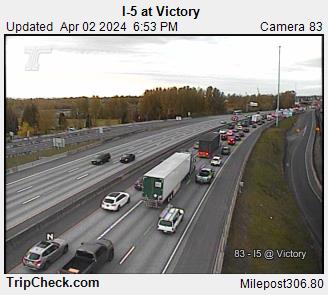 I-5 at Victory
Updated Apr 02 2024 6:53 PM Camera 83
N
83 - I5 @ Victory
TripCheck.com Milepost306.80